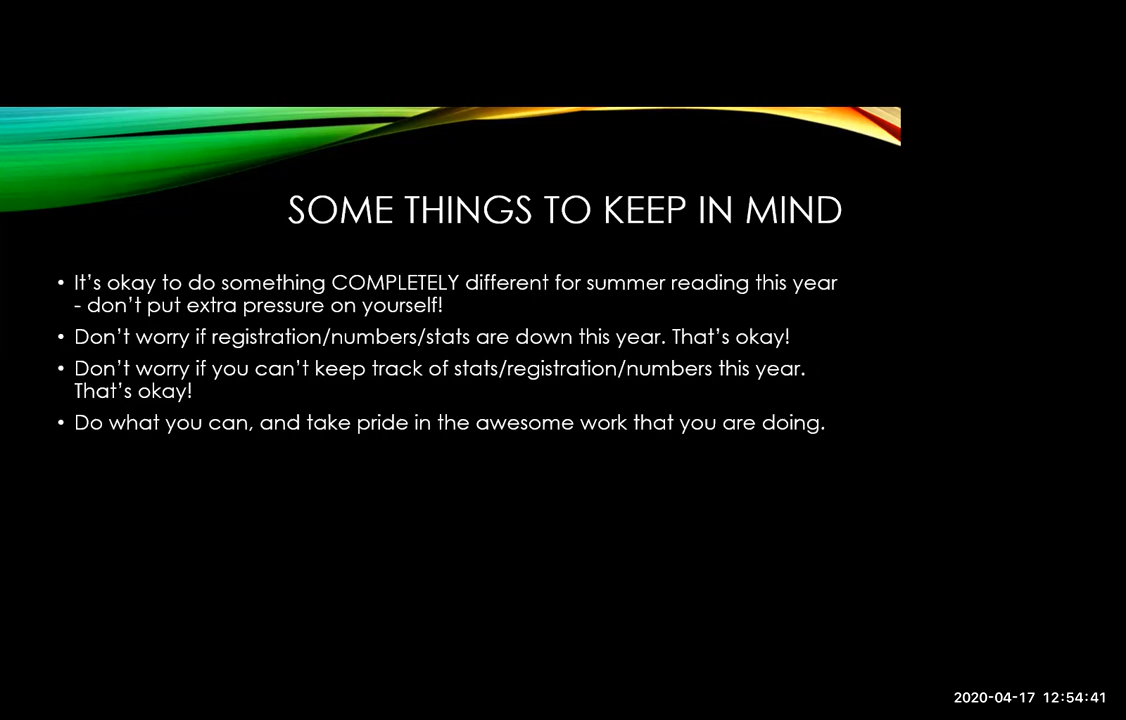 SOME THINGS TO KEEP IN MIND
• It's okay to do something COMPLETELY different for summer reading this year
- don't put extra pressure on yourself!
• Don't worry if registration/numbers/stats are down this year. That's okay!
• Don't worry if you can't keep track of stats/registration/numbers this year.
That's okay!
• Do what you can, and take pride in the awesome work that you are doing.
2020-04-17 12:54:41